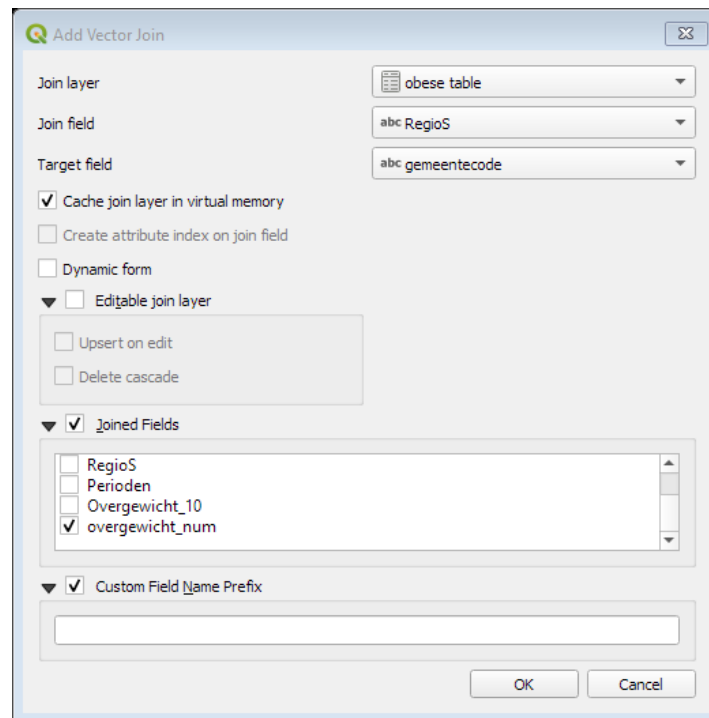 Add Vector Join
Join layer
obese table
Join field
abc RegioS
Target field
abc gemeentecode
Cache join layer in virtual memory
Create attribute index on join field
Dynamic form
Editable join layer
Upsert on edit
Delete cascade
Joined Fields
RegioS
Perioden
Overgewicht_10
overgewicht_num
Custom Field Name Prefix
OK
Cancel